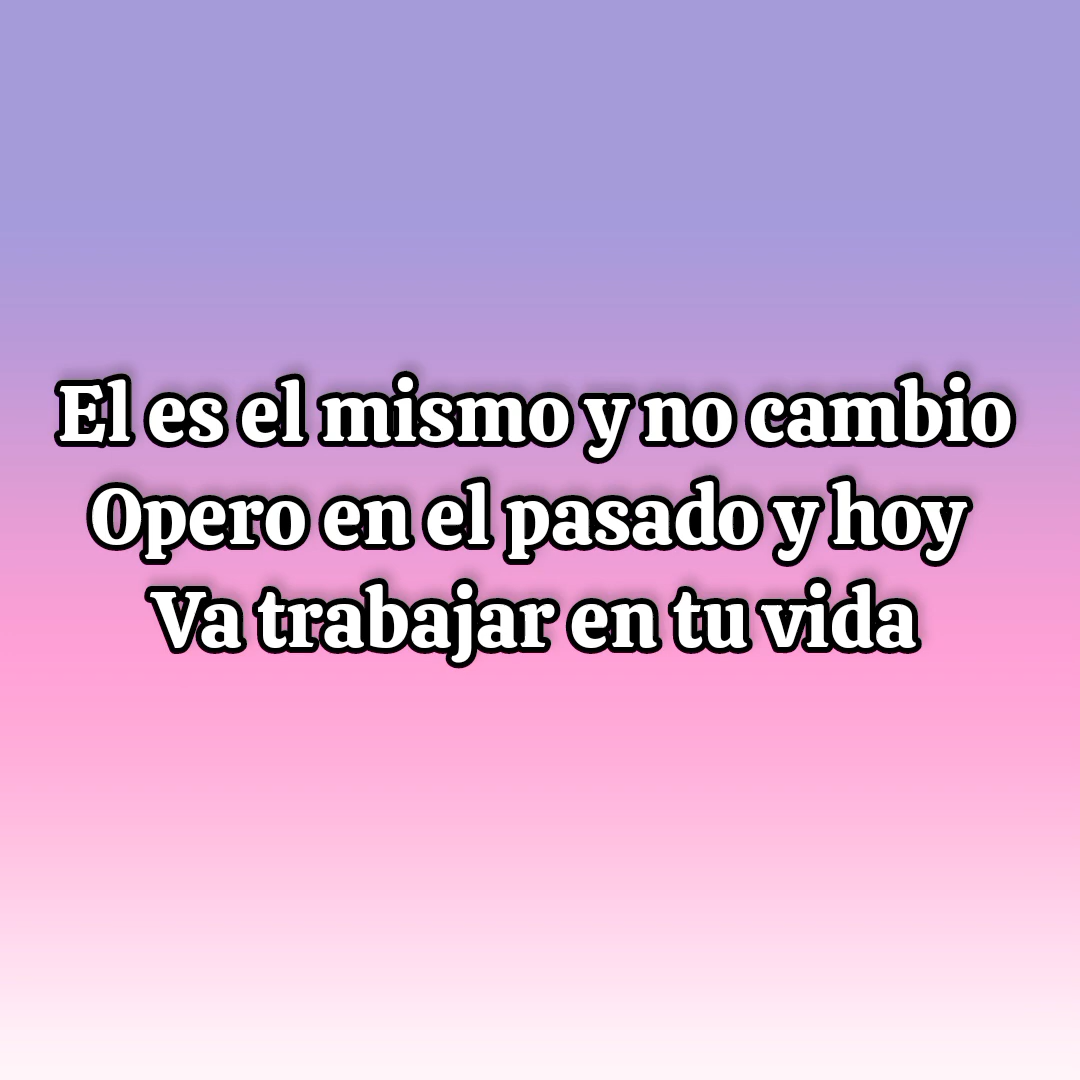 El es el mismo y no cambio
Opero en el pasado y hoy
Va trabajar en tu vida